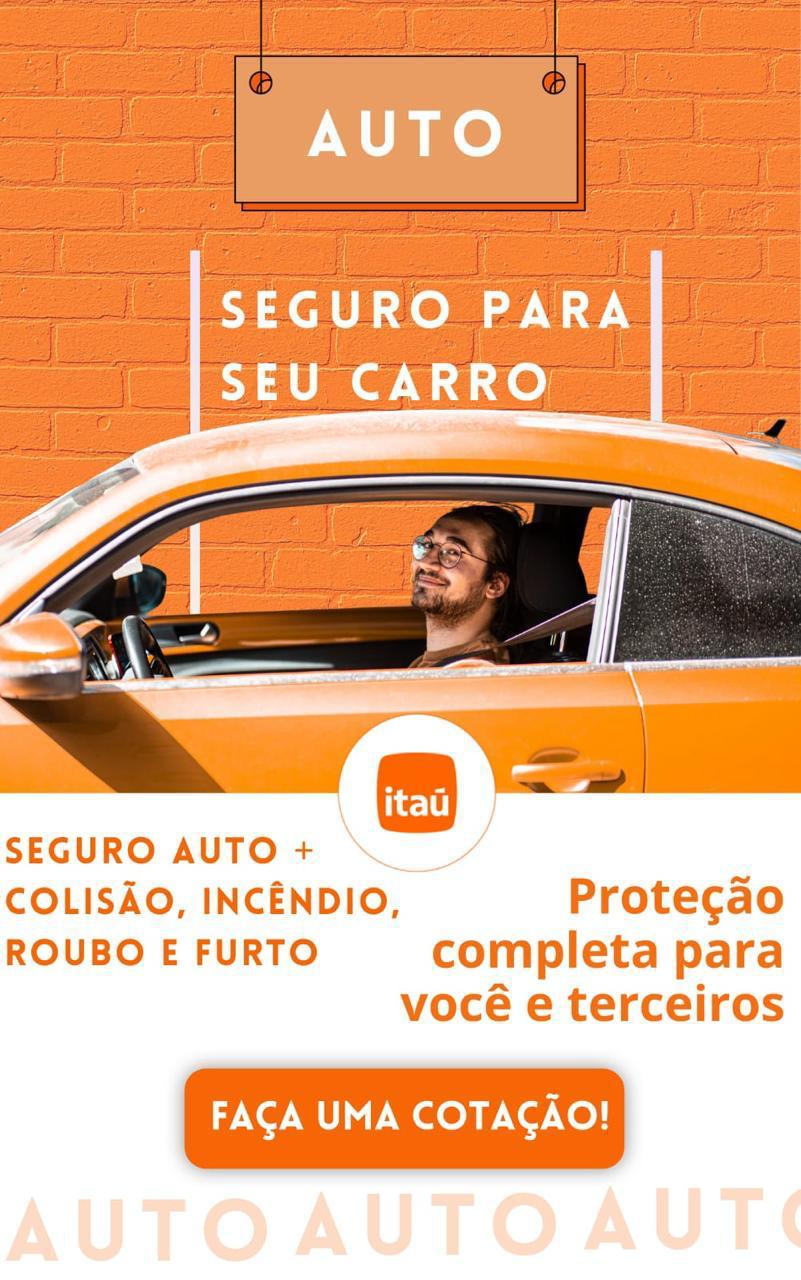 AUTO
SEGURO PARA
SEU CARRO
itaú
SEGURO AUTO +
COLISÃO, INCÊNDIO,
ROUBO E FURTO
Proteção
completa para
você e terceiros
FAÇA UMA COTAÇÃO!
AUTO AUTO AUTO